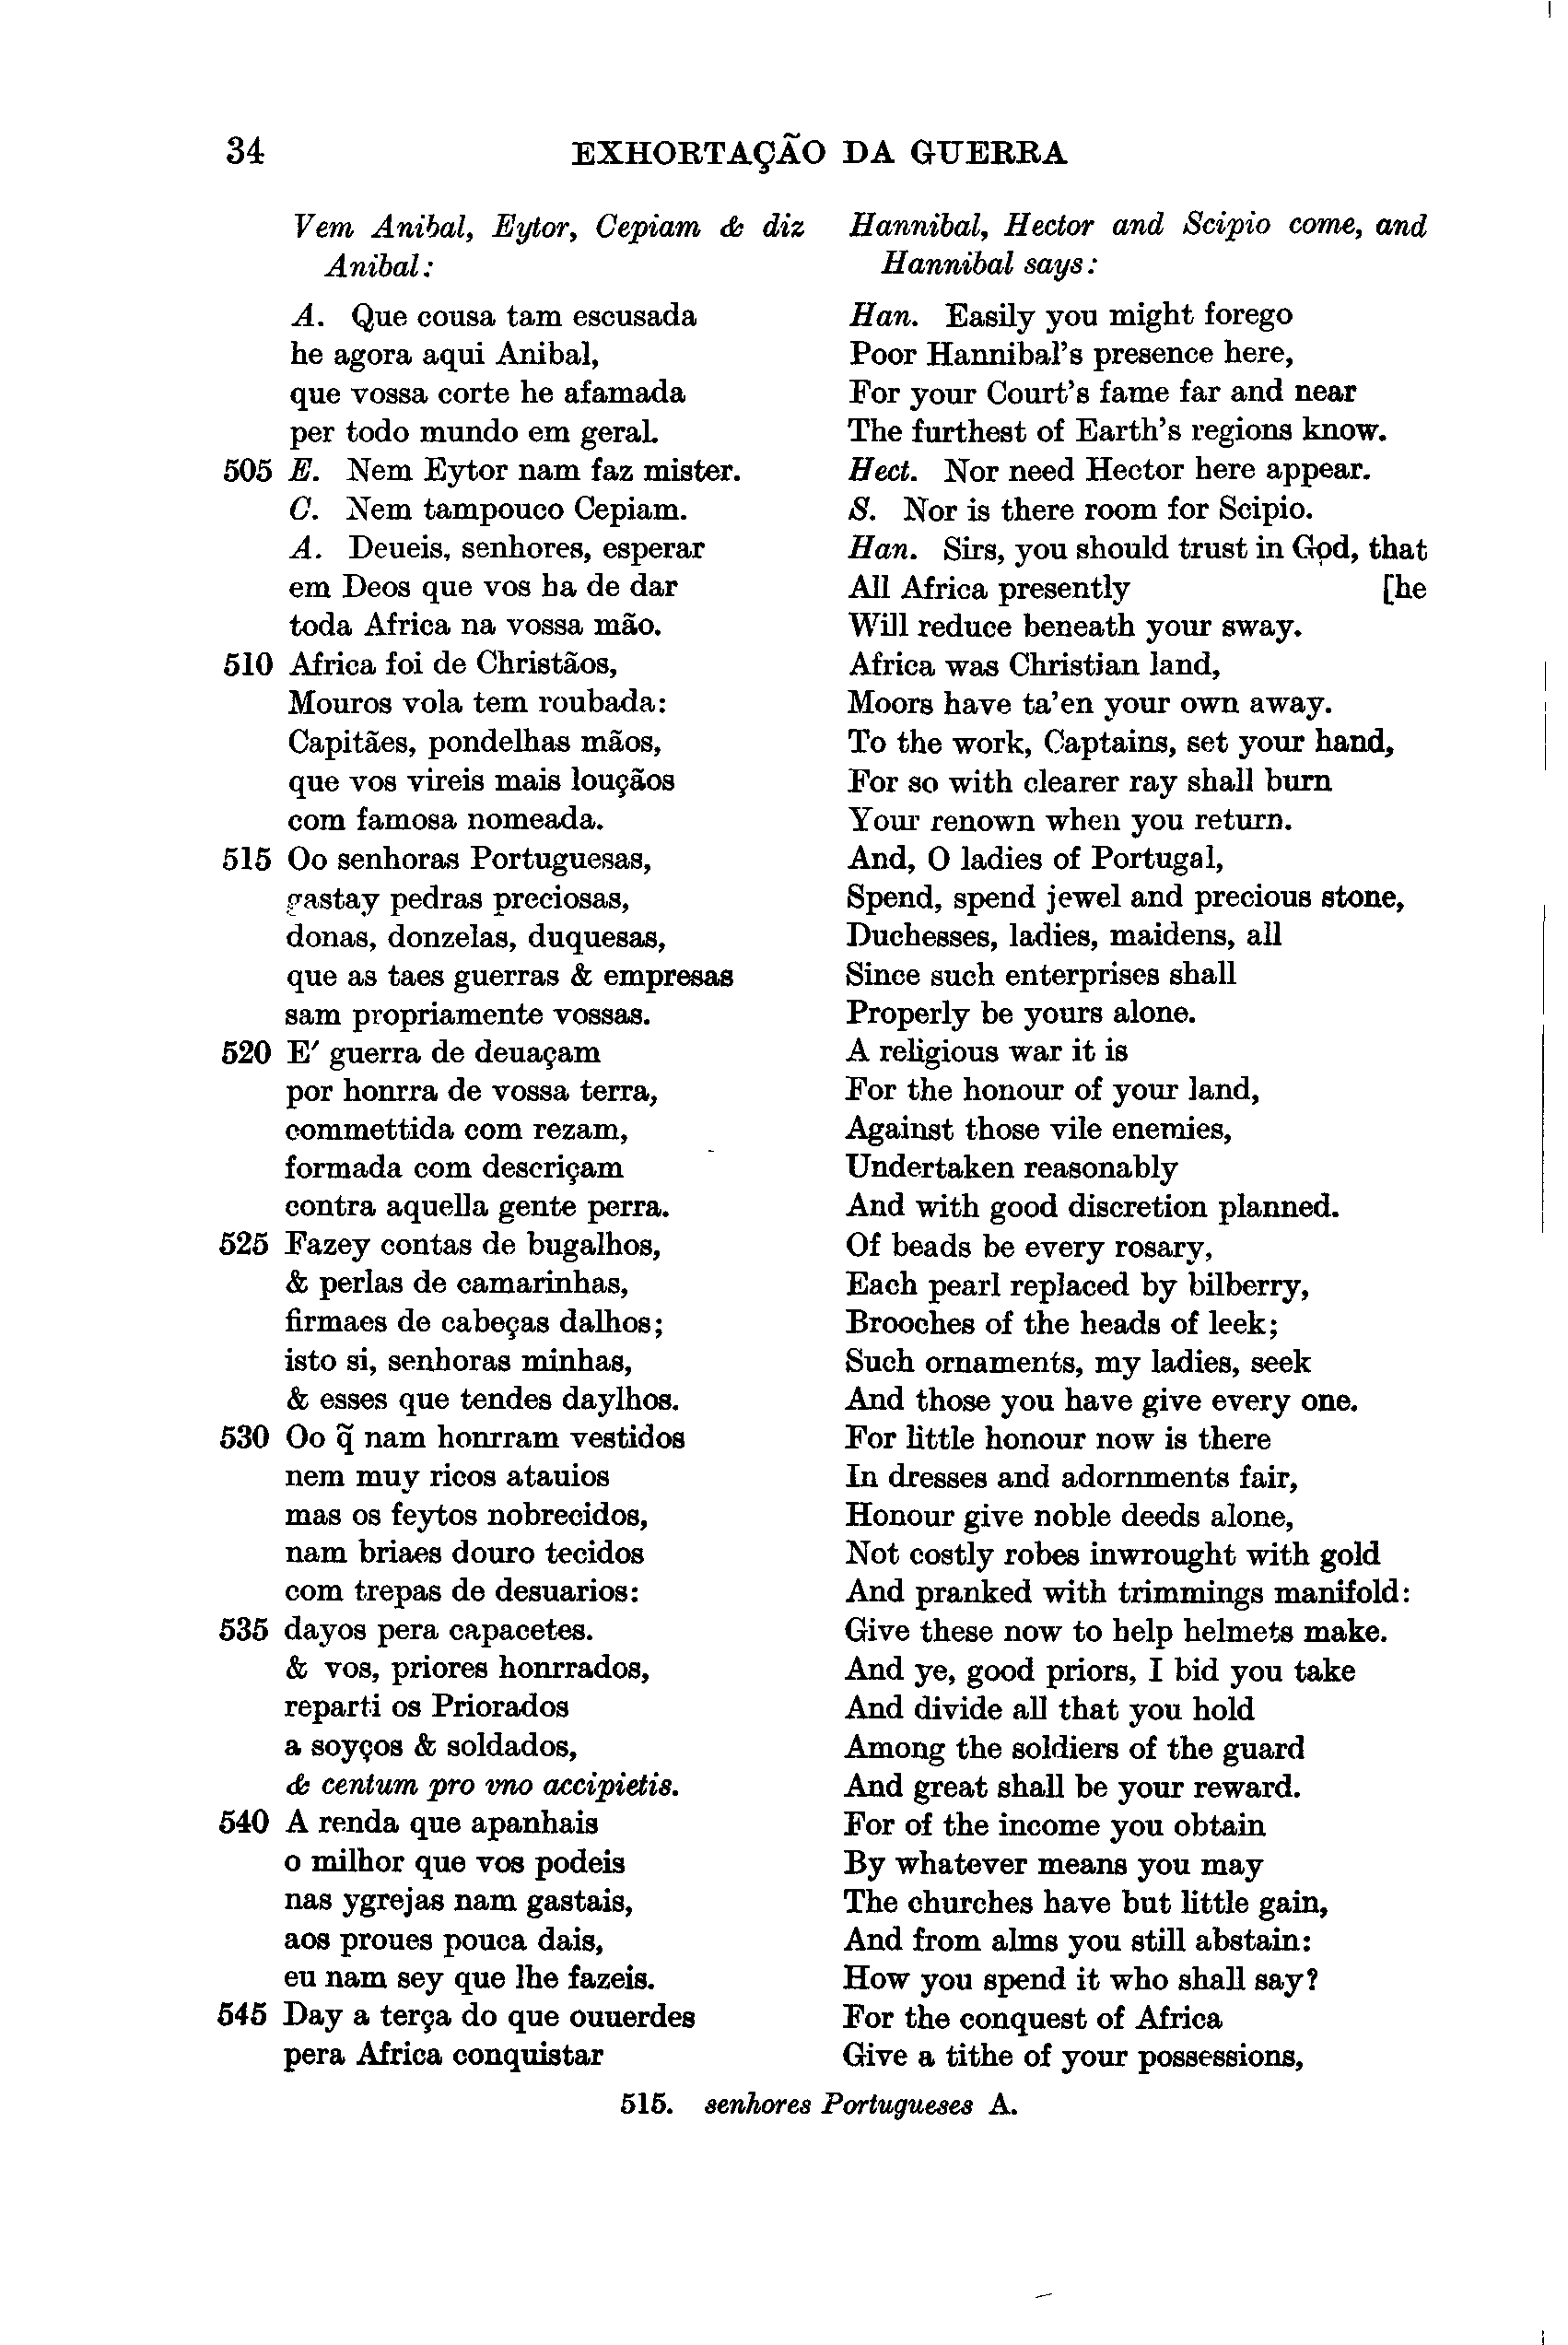 34 EXHORTAÇÃO DA GUERRA
Vem Anibal, Eytor, Cepiam & diz
Anibal:
A. Que cousa tam escusada
he agora aqui Anibal,
que vossa corte he afamada
per todo mundo em geral.
505 E. Nem Eytor nam faz mister.
C. Nem tampouco Cepiam.
A. Deueis, senhores, esperar
em Deos que vos ha de dar
toda Africa na vossa mão.
510 Africa foi de Christãos,
Mouros vola tem roubada:
Capitães, pondelhas mãos,
que vos vireis mais louçãos
com famosa nomeada.
515 Oo senhoras Portuguesas,
gastay pedras preciosas,
donas, donzelas, duquesas,
que as taes guerras & empresas
sam propriamente vossas.
520 E' guerra de deuaçam
por honrra de vossa terra,
commettida com rezam,
formada com descriçam
contra aquella gente perra.
525 Fazey contas de bugalhos,
& perlas de camarinhas,
firmaes de cabeças dalhos;
isto si, senhoras minhas,
& esses que tendes daylhos.
530 Oo q̃ nam honrram vestidos
nem muy ricos atauios
mas os feytos nobrecidos,
nam briaes douro tecidos
com trepas de desuarios:
535 dayos pera capacetes.
& vos, priores honrrados,
reparti os Priorados
a soyços & soldados,
& centum pro vno accipietis.
540 A renda que apanhais
o milhor que vos podeis
nas ygrejas nam gastais,
aos proues pouca dais,
eu nam sey que lhe fazeis.
545 Day a terça do que ouuerdes
pera Africa conquistar
Hannibal, Hector and Scipio come, and
Hannibal says:
Han. Easily you might forego
Poor Hannibal's presence here,
For your Court's fame far and near
The furthest of Earth's regions know.
Hect. Nor need Hector here appear.
S. Nor is there room for Scipio.
Han. Sirs, you should trust in God, that
All Africa presently [he
Will reduce beneath your sway.
Africa was Christian land,
Moors have ta'en your own away.
To the work, Captains, set your hand,
For so with clearer ray shall burn
Your renown when you return.
And, O ladies of Portugal,
Spend, spend jewel and precious stone,
Duchesses, ladies, maidens, all
Since such enterprises shall
Properly be yours alone.
A religious war it is
For the honour of your land,
Against those vile enemies,
Undertaken reasonably
And with good discretion planned.
Of beads be every rosary,
Each pearl replaced by bilberry,
Brooches of the heads of leek;
Such ornaments, my ladies, seek
And those you have give every one.
For little honour now is there
In dresses and adornments fair,
Honour give noble deeds alone,
Not costly robes inwrought with gold
And pranked with trimmings manifold:
Give these now to help helmets make.
And ye, good priors, I bid you take
And divide all that you hold
Among the soldiers of the guard
And great shall be your reward.
For of the income you obtain
By whatever means you may
The churches have but little gain,
And from alms you still abstain:
How you spend it who shall say?
For the conquest of Africa
Give a tithe of your possessions,
515. senhores Portugueses A.